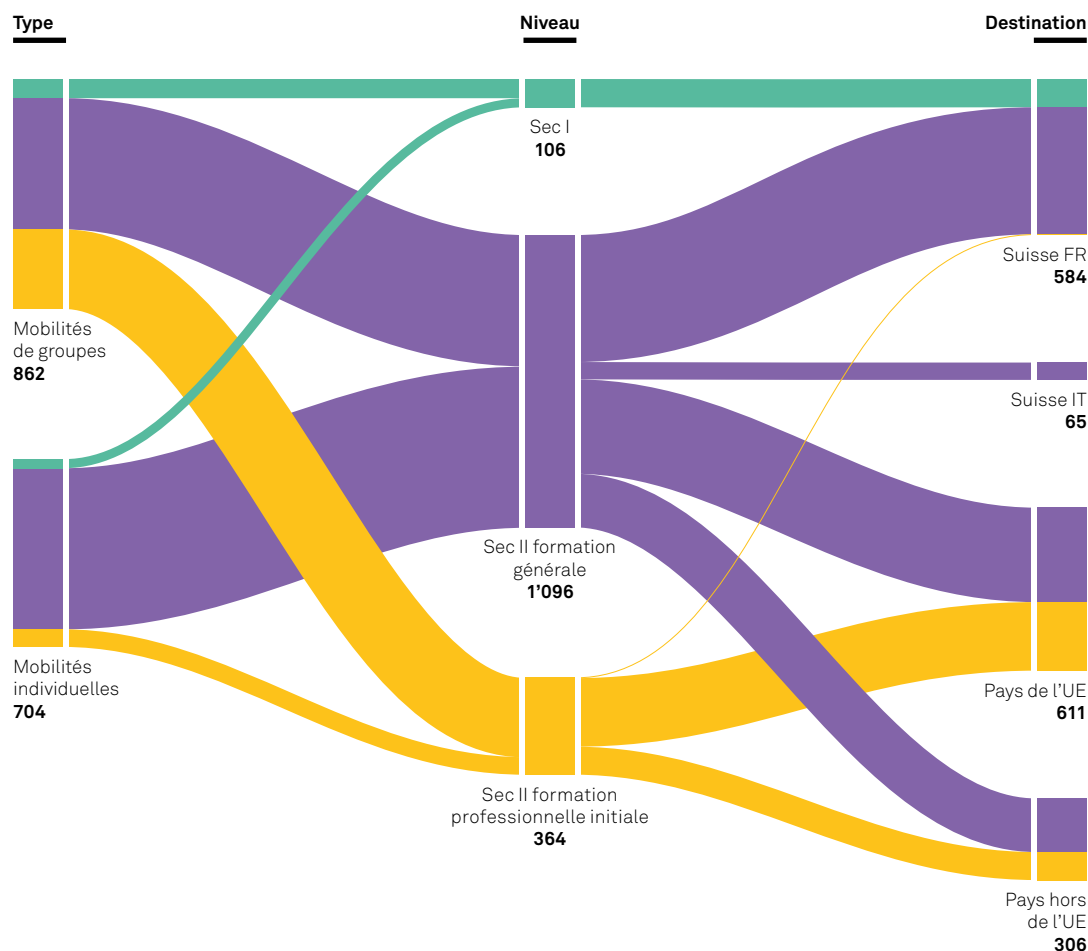 Type
Niveau
Destination
Sec I
106
Suisse FR
584
Mobilités
de groupes
862
Suisse IT
65
Sec II formation
générale
1’096
Mobilités
individuelles
704
Pays de l’UE
611
Sec II formation
professionnelle initiale
364
Pays hors
de l’UE
306